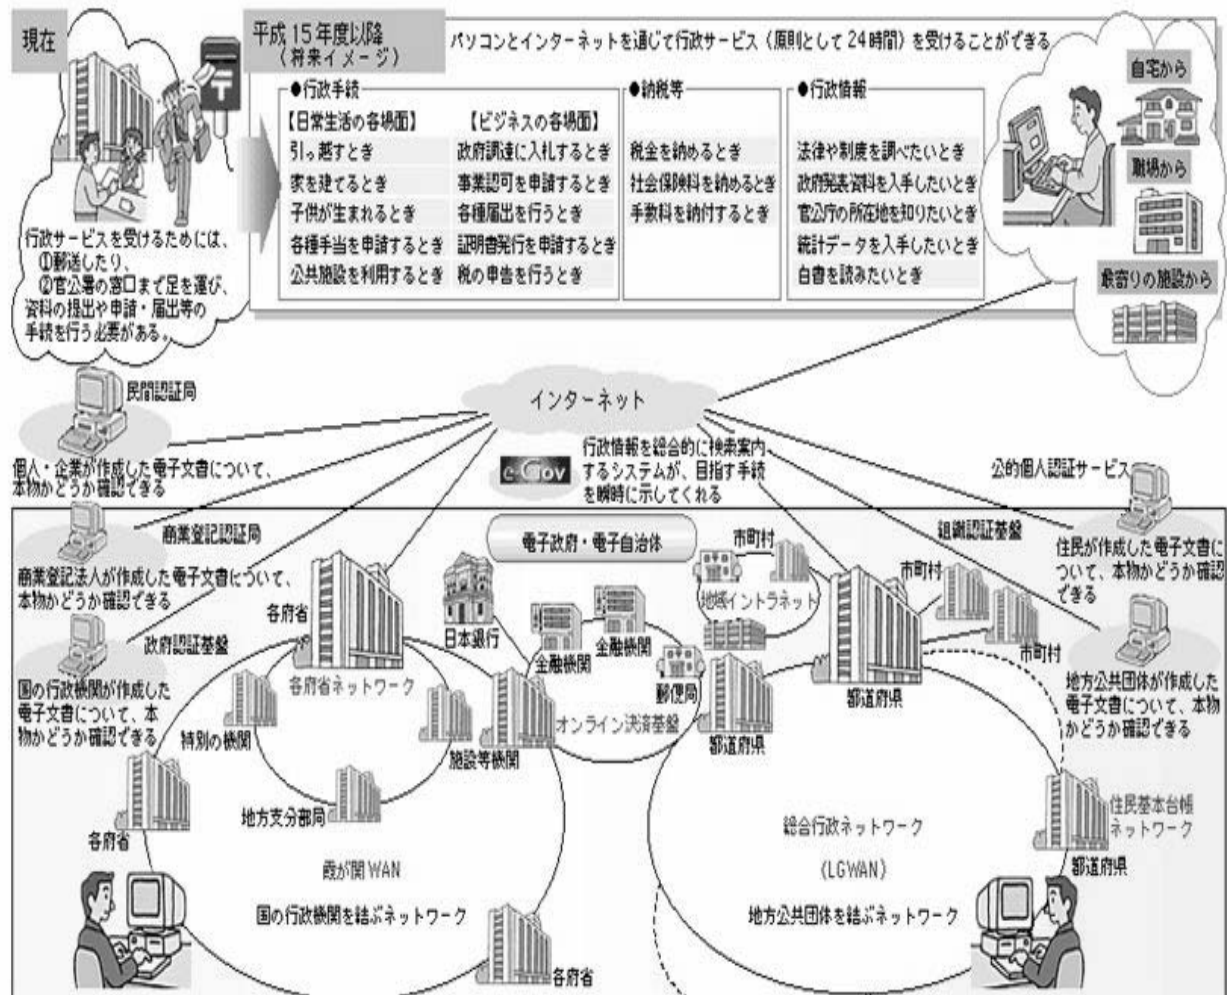 現在
行政サービスを受けるためには、
①郵送したり、
②官公署の窓口まで足を運び、
資料の提出や申請・届出等の
手続を行う必要がある。
平成15年度以降
(将来イメージ)
パソコンとインターネットを通じて行政サービス(原則として24時間)を受けることができる
●行政手続
【日常生活の各場面】
引っ越すとき
家を建てるとき
子供が生まれるとき
各種手当を申請するとき
公共施設を利用するとき
【ビジネスの各場面】
政府調達に入札するとき
事業認可を申請するとき
各種届出を行うとき
証明書発行を申請するとき
税の申告を行うとき
●納税等
税金を納めるとき
社会保険料を納めるとき
手数料を納付するとき
●行政情報
法律や制度を調べたいとき
政府発表資料を入手したいとき
官公庁の所在地を知りたいとき
統計データを入手したいとき
白書を読みたいとき
自宅から
職場から
最寄りの施設から
インターネット
e-Gov
行政情報を総合的に検索案内
するシステムが、目指す手続
を瞬時に示してくれる
民間認証局
個人・企業が作成した電子文書について、
本物かどうか確認できる
商業登記認証局
商業登記法人が作成した電子文書について、
本物かどうか確認できる
政府認証基盤
国の行政機関が作成した
電子文書について、本
物かどうか確認できる
公的個人認証サービス
住民が作成した電子文書に
ついて、本物かどうか確認
できる
組織認証基盤
地方公共団体が作成した
電子文書について、本物
かどうか確認できる
電子政府・電子自治体
各府省
各府省ネットワーク
特別の機関
施設等機関
地方支分部局
各府省
霞が関WAN
国の行政機関を結ぶネットワーク
各府省
日本銀行
金融機関
金融機関
郵便局
オンライン決済基盤
市町村
地域イントラネット
都道府県
市町村
市町村
都道府県
総合行政ネットワーク
(LGWAN)
地方公共団体を結ぶネットワーク
住民基本台帳
ネットワーク
都道府県